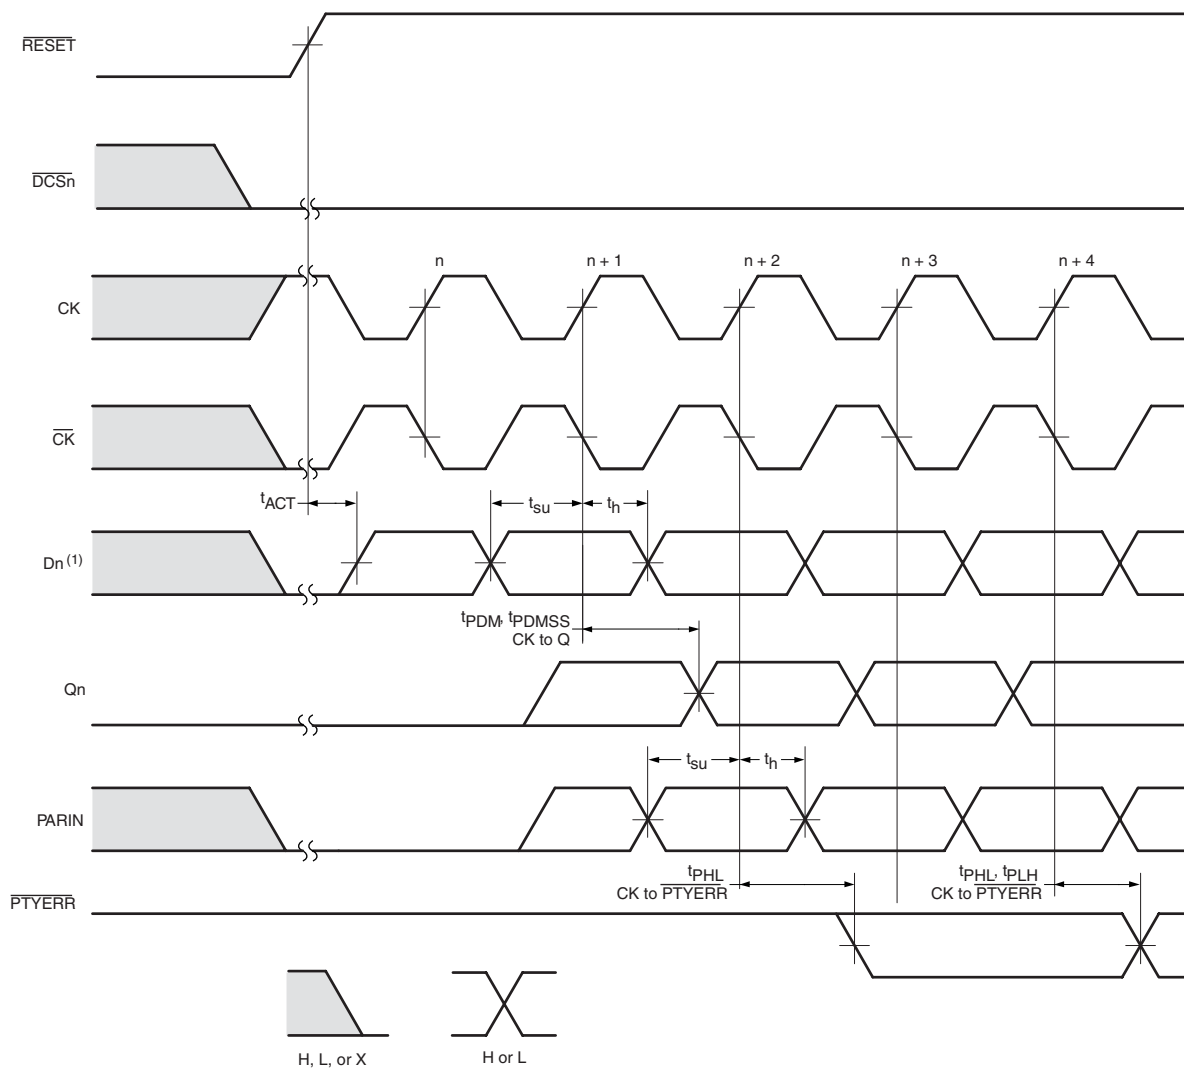 RESET
DCSn
n
n + 1
n + 2
n + 3
n + 4
CK
CK
tACT
tsu
th
Dn(1)
tPDM, tPDMSS
CK to Q
Qn
tsu
th
PARIN
tPHL
CK to PTYERR
tPHL, tPLH
CK to PTYERR
PTYERR
H, L, or X
H or L